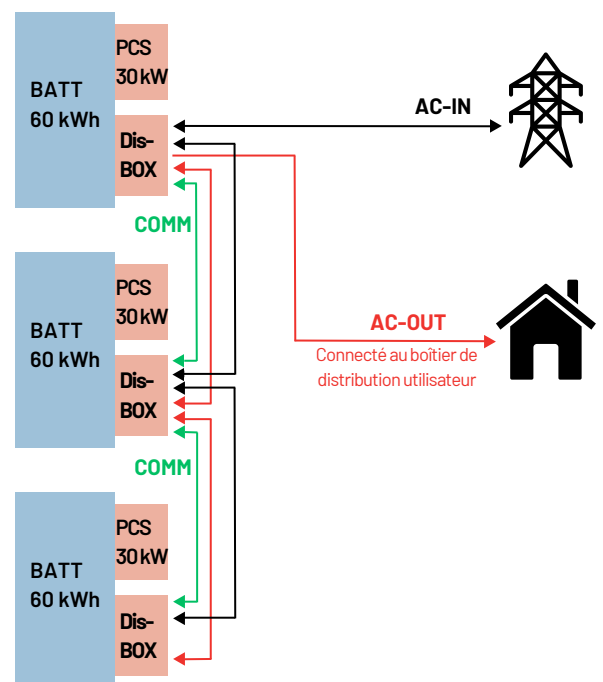 PCS
30 kW
BATT
60 kWh
Dis-
BOX
AC-IN
COMM
PCS
30 kW
BATT
60 kWh
AC-OUT
Connecté au boîtier de
distribution utilisateur
Dis-
BOX
COMM
PCS
30 kW
BATT
60 kWh
Dis-
BOX